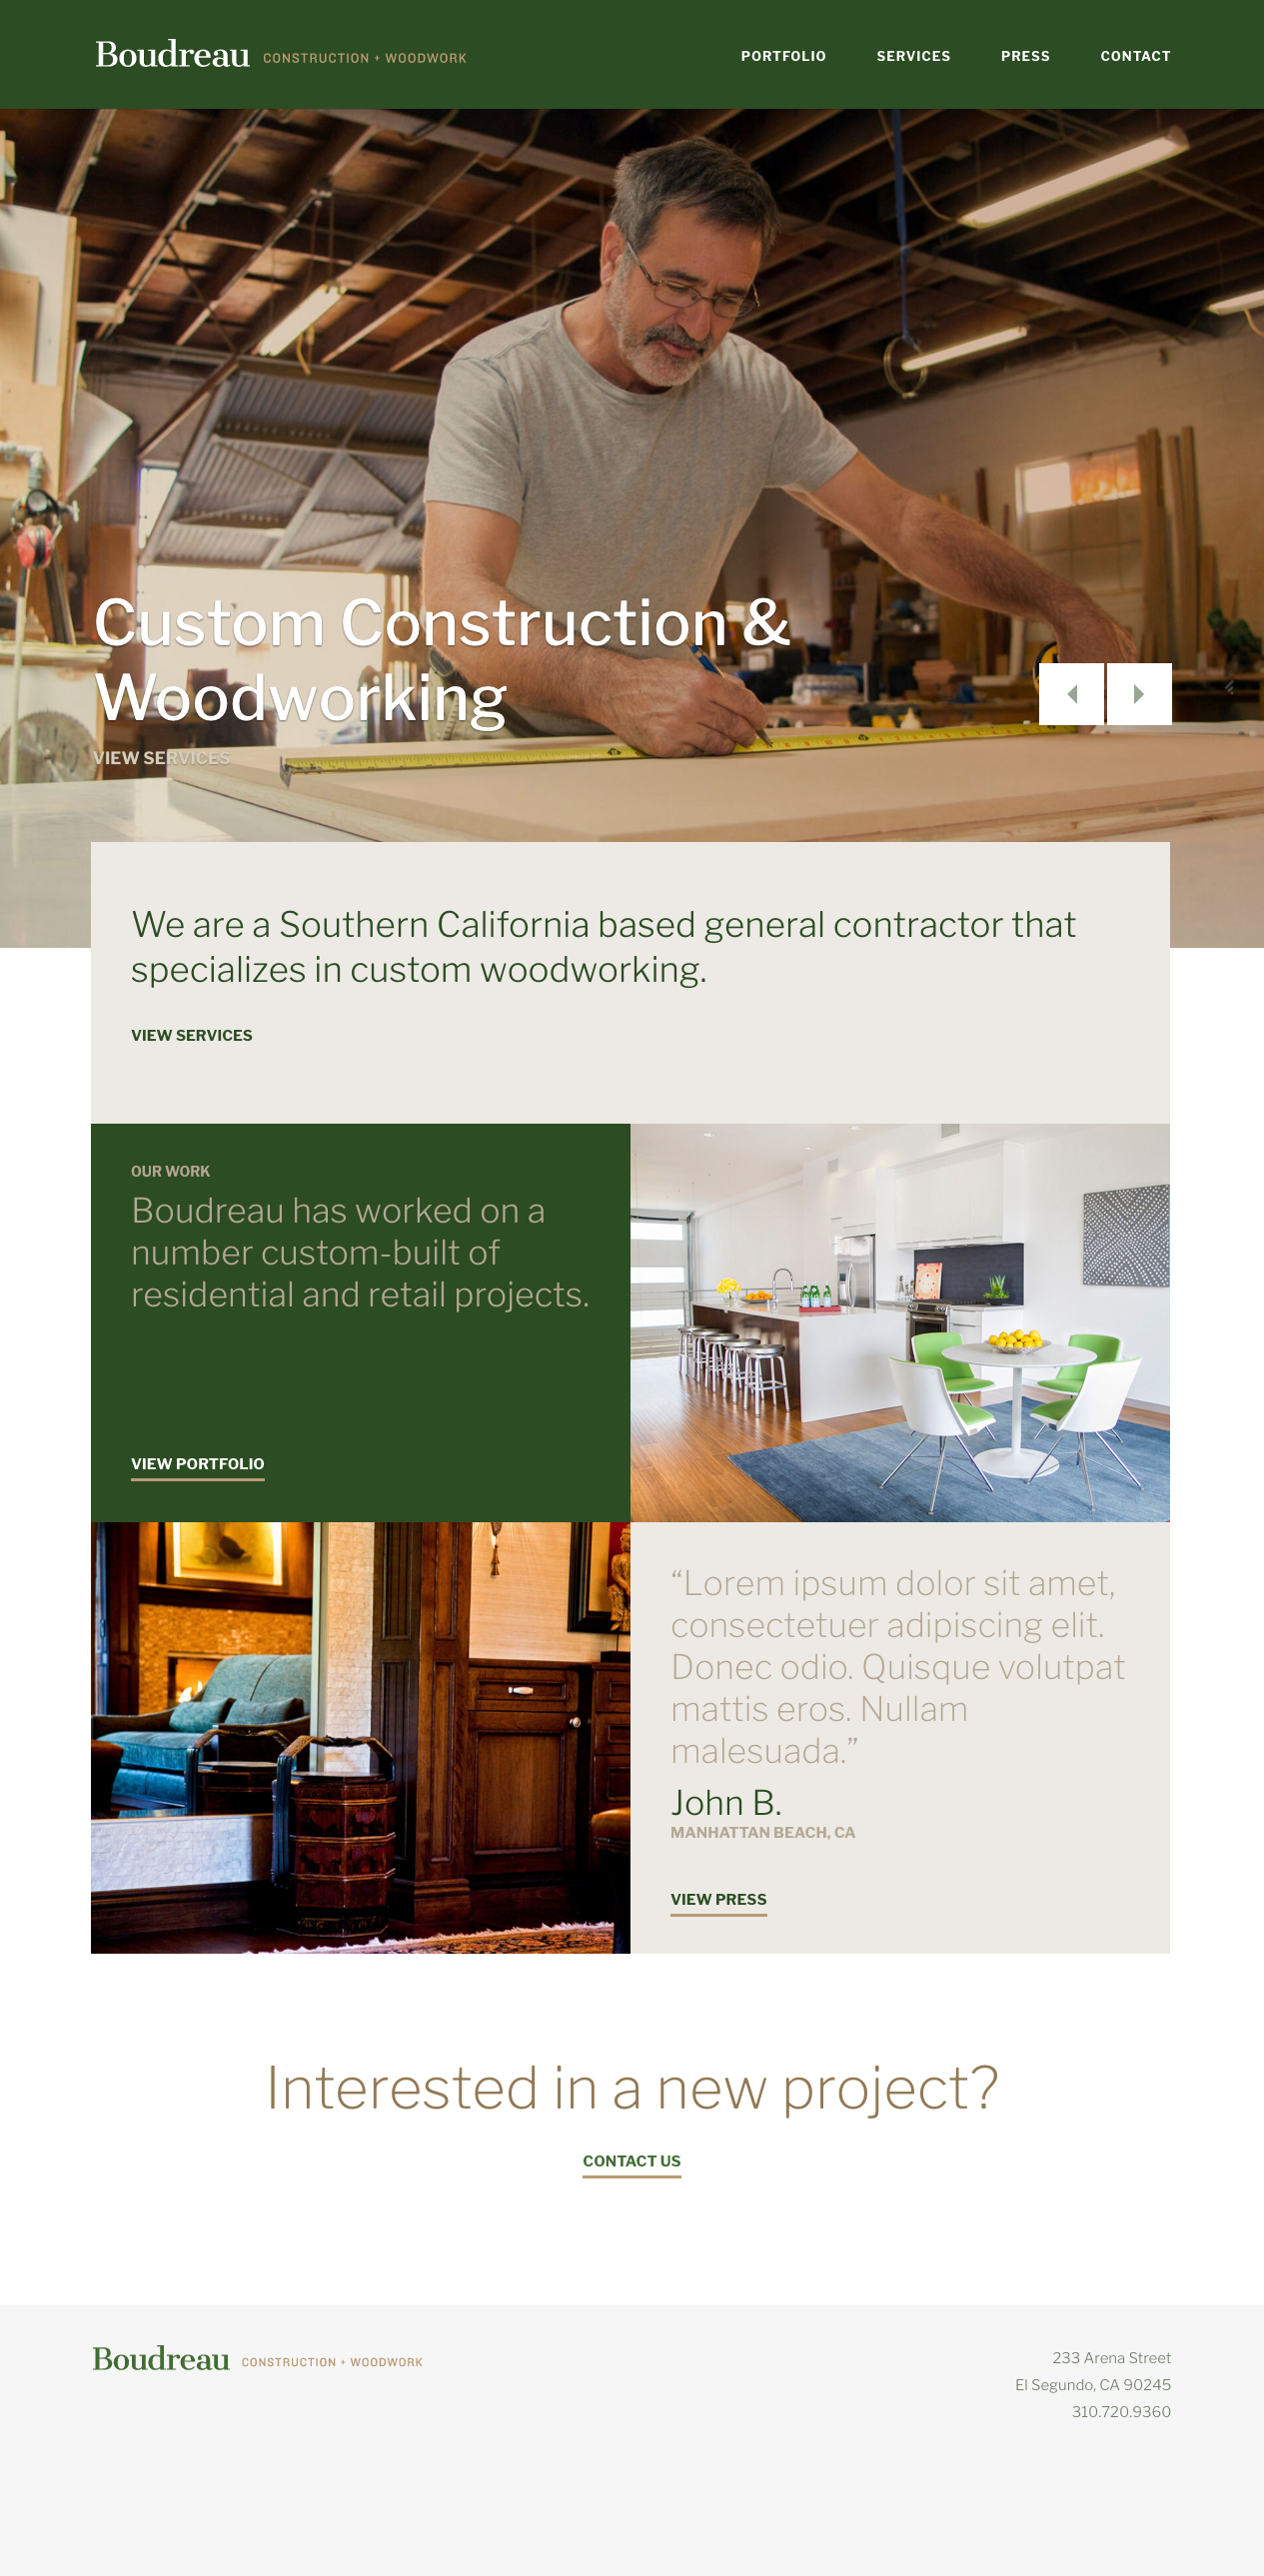 Boudreau CONSTRUCTION + WOODWORK
PORTFOLIO SERVICES PRESS CONTACT
Custom Construction &
Woodworking
VIEW SERVICES
We are a Southern California based general contractor that
specializes in custom woodworking.
VIEW SERVICES
OUR WORK
Boudreau has worked on a
number custom-built of
residential and retail projects.
VIEW PORTFOLIO
“Lorem ipsum dolor sit amet,
consectetuer adipiscing elit.
Donec odio. Quisque volutpat
mattis eros. Nullam
malesuada.”
John B.
MANHATTAN BEACH, CA
VIEW PRESS
Interested in a new project?
CONTACT US
Boudreau CONSTRUCTION + WOODWORK
233 Arena Street
El Segundo, CA 90245
310.720.9360